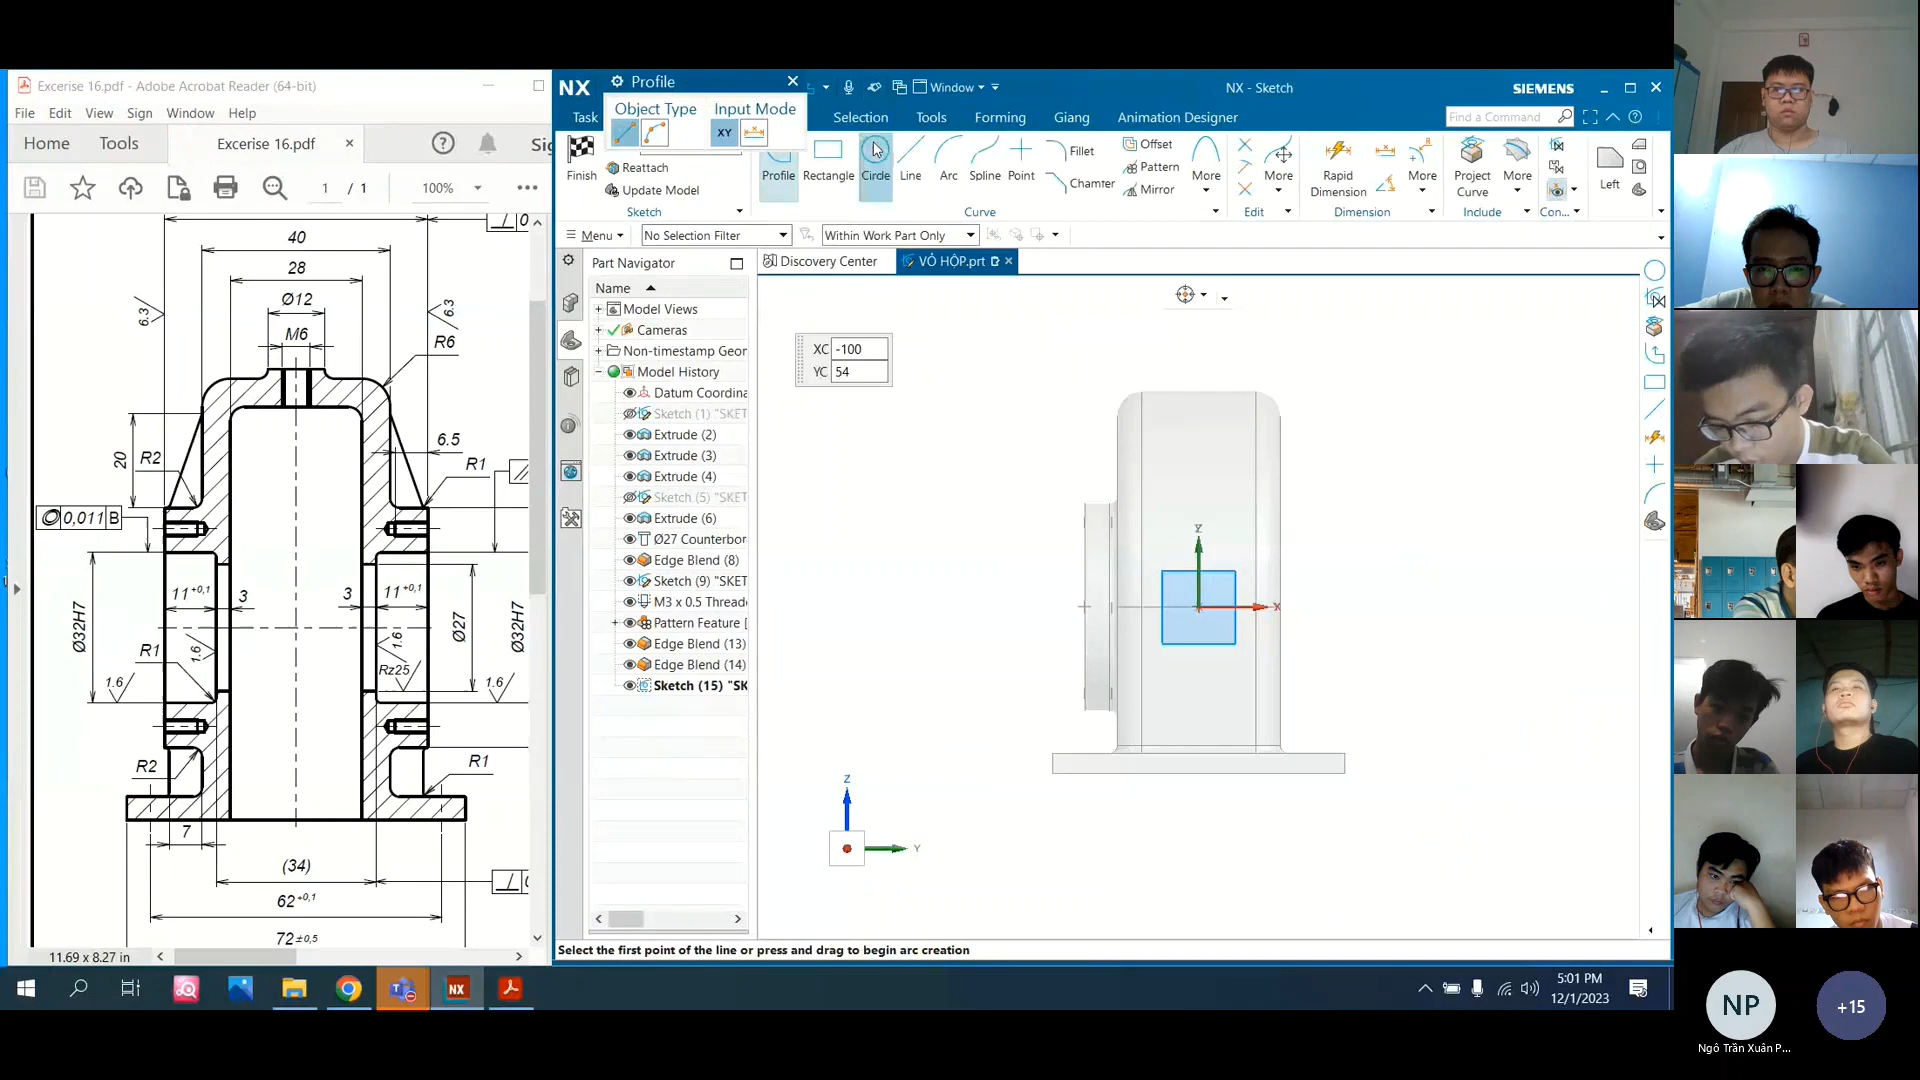 Excerise 16.pdf - Adobe Acrobat Reader (64-bit)
File Edit View Sign Window Help
Home Tools Excerise 16.pdf × Sig
1 / 1 100%
40
28
Ø12
M6
R6
6.3
6.3
20
R2
6.5
R1
0,011 B
11+0,1
3
3
11+0,1
Ø32H7
Ø27
Ø32H7
R1
1.6
1.6
Rz25
1.6
1.6
R2
R1
7
(34)
62+0,1
72±0,5
11.69 x 8.27 in
NX Profile
Window
NX - Sketch
SIEMENS
Object Type Input Mode
XY
Task Selection Tools Forming Giang Animation Designer
Find a Command
Finish
Reattach
Update Model
Sketch
Profile Rectangle Circle Line Arc Spline Point
Fillet
Chamfer
Offset
Pattern
Mirror
More
Curve
More
Edit
Rapid Dimension
More
Dimension
Project Curve
More
Include
Con...
Left
Menu No Selection Filter Within Work Part Only
Part Navigator
Discovery Center
VỎ HỘP.prt
Name
Model Views
Cameras
Non-timestamp Geor
Model History
Datum Coordina
Sketch (1) "SKET
Extrude (2)
Extrude (3)
Extrude (4)
Sketch (5) "SKET
Extrude (6)
Ø27 Counterbor
Edge Blend (8)
Sketch (9) "SKET
M3 x 0.5 Threade
Pattern Feature [
Edge Blend (13)
Edge Blend (14)
Sketch (15) "SK
XC -100
YC 54
Y
X
Z
Y
Select the first point of the line or press and drag to begin arc creation
NX
5:01 PM
12/1/2023
NP
+15
Ngô Trần Xuân P...